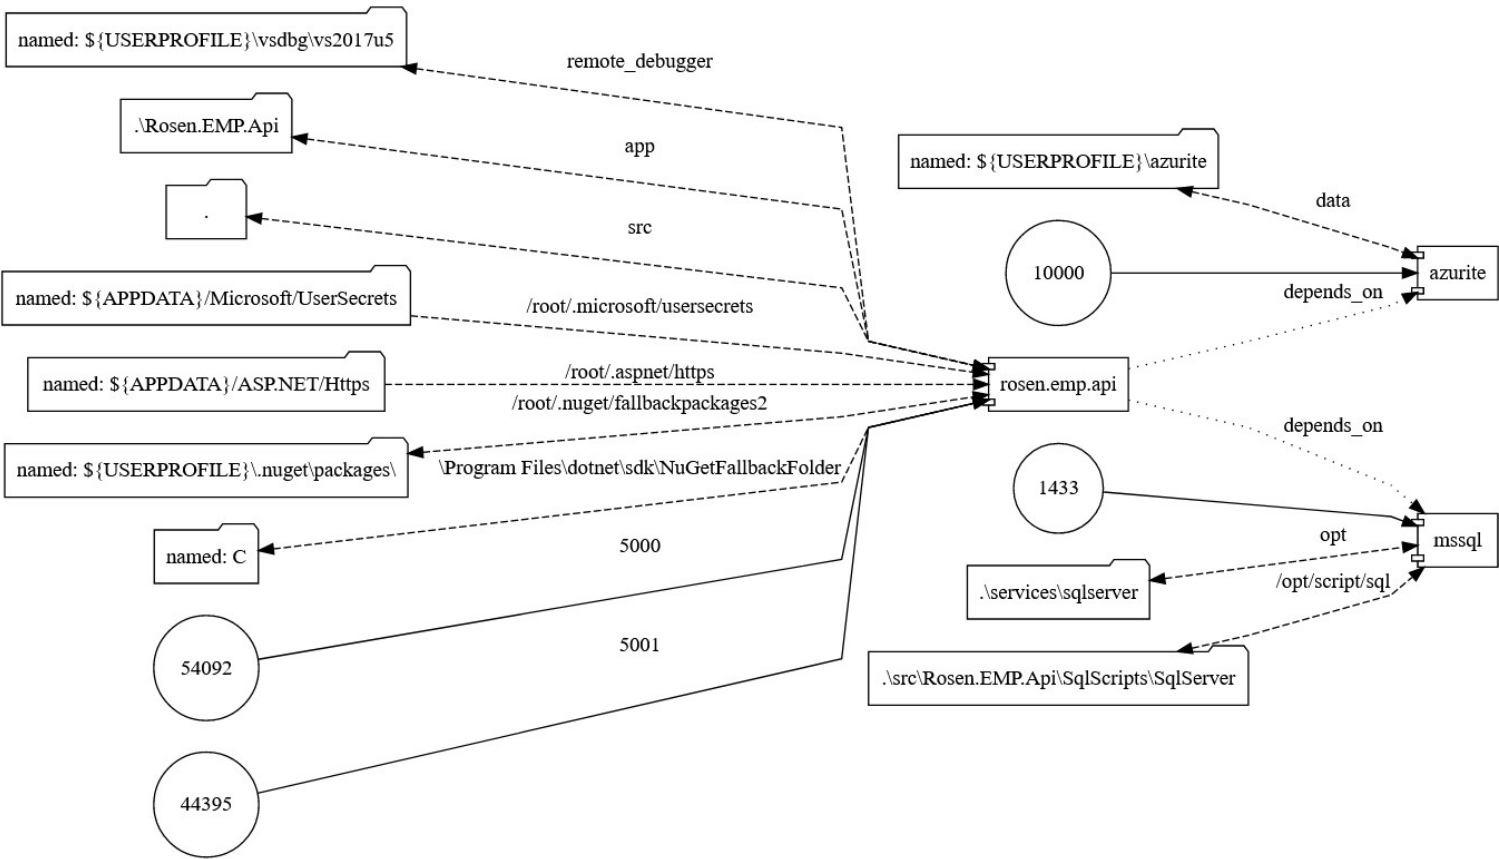 named: ${USERPROFILE}\vsdbg\vs2017u5
remote_debugger
.\Rosen.EMP.Api
app
.
src
named: ${APPDATA}/Microsoft/UserSecrets
/root/.microsoft/usersecrets
named: ${APPDATA}/ASP.NET/Https
/root/.aspnet/https
/root/.nuget/fallbackpackages2
named: ${USERPROFILE}\.nuget\packages\
\Program Files\dotnet\sdk\NuGetFallbackFolder
named: C
5000
54092
5001
44395
rosen.emp.api
named: ${USERPROFILE}\azurite
data
10000
azurite
depends_on
depends_on
1433
mssql
opt
.\services\sqlserver
/opt/script/sql
.\src\Rosen.EMP.Api\SqlScripts\SqlServer